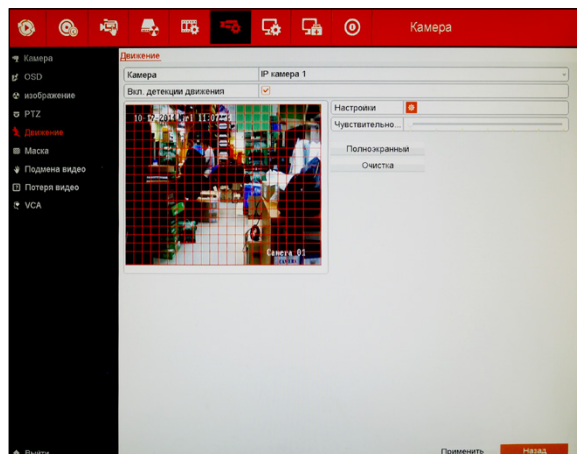 Камера
Камера
OSD
изображение
PTZ
Движение
Маска
Подмена видео
Потеря видео
VCA
Выйти
Движение
Камера
IP камера 1
Вкл. детекции движения
Camera 01
Настройки
Чувствительно...
Полноэкранный
Очистка
Применить
Назад